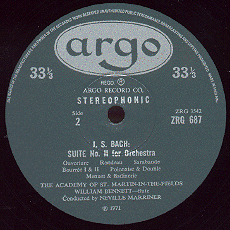 argo
33⅓ 33⅓
ARGO RECORD CO.
STEREOPHONIC
Side
2
ZRG 687
J. S. BACH:
SUITE No. II for Orchestra
Ouverture Rondeau Sarabande
Bourrée I & II Polonaise & Double
Menuet & Badinerie
THE ACADEMY OF ST. MARTIN-IN-THE-FIELDS
WILLIAM BENNETT—flute
Conducted by NEVILLE MARRINER
℗ 1971